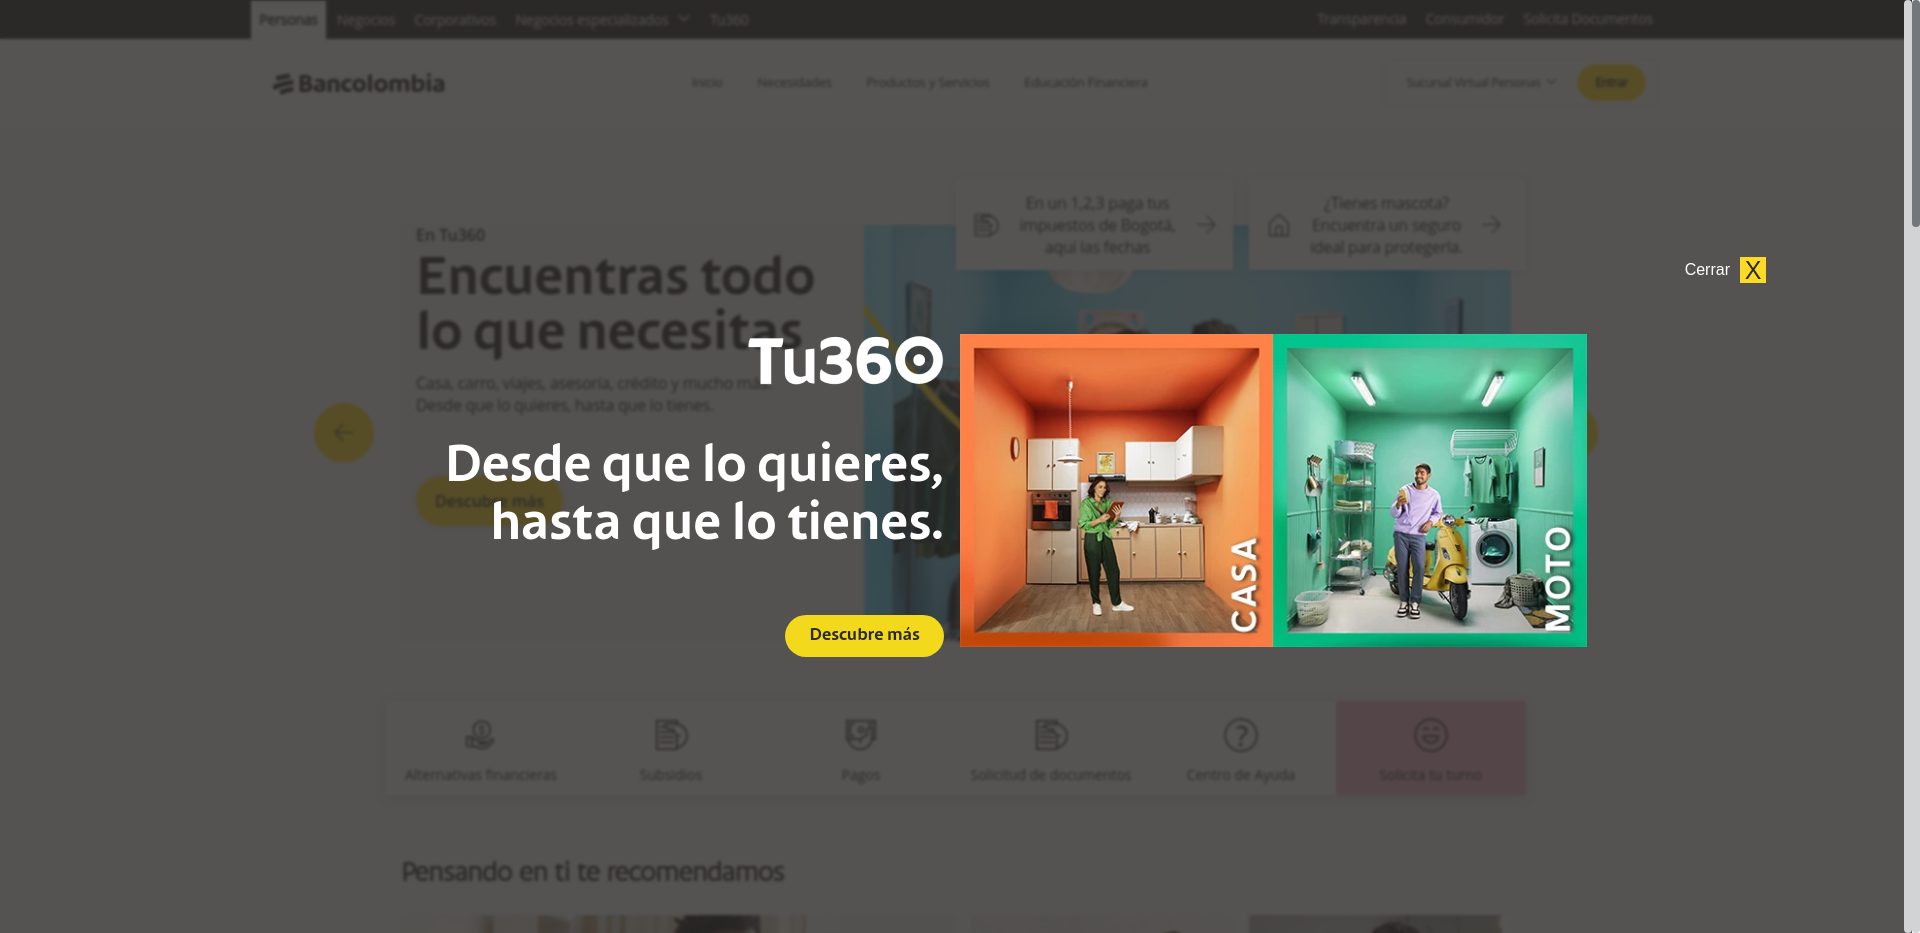 Personas
Negocios
Corporativos
Negocios especializados
Tu360
Transparencia
Consumidor
Solicita Documentos
Bancolombia
Inicio
Necesidades
Productos y Servicios
Educación Financiera
Sucursal Virtual Personas
Entrar
En un 1,2,3 paga tus
impuestos de Bogotá,
aquí las fechas
¿Tienes mascota?
Encuentra un seguro
ideal para protegerla.
En Tu360
Encuentras todo
lo que necesitas
Casa, carro, viajes, asesoría, crédito y mucho más.
Desde que lo quieres, hasta que lo tienes.
Descubre más
Cerrar X
Tu360
Desde que lo quieres,
hasta que lo tienes.
Descubre más
CASA
MOTO
Alternativas financieras
Subsidios
Pagos
Solicitud de documentos
Centro de Ayuda
Solicita tu turno
Pensando en ti te recomendamos